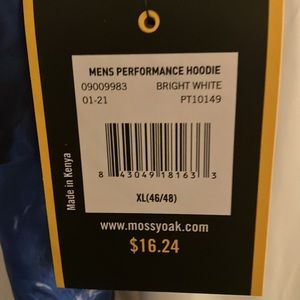 MENS PERFORMANCE HOODIE
09009983 BRIGHT WHITE
01-21 PT10149
8 43049 18163 3
Made in Kenya
XL(46/48)
www.mossyoak.com
$16.24